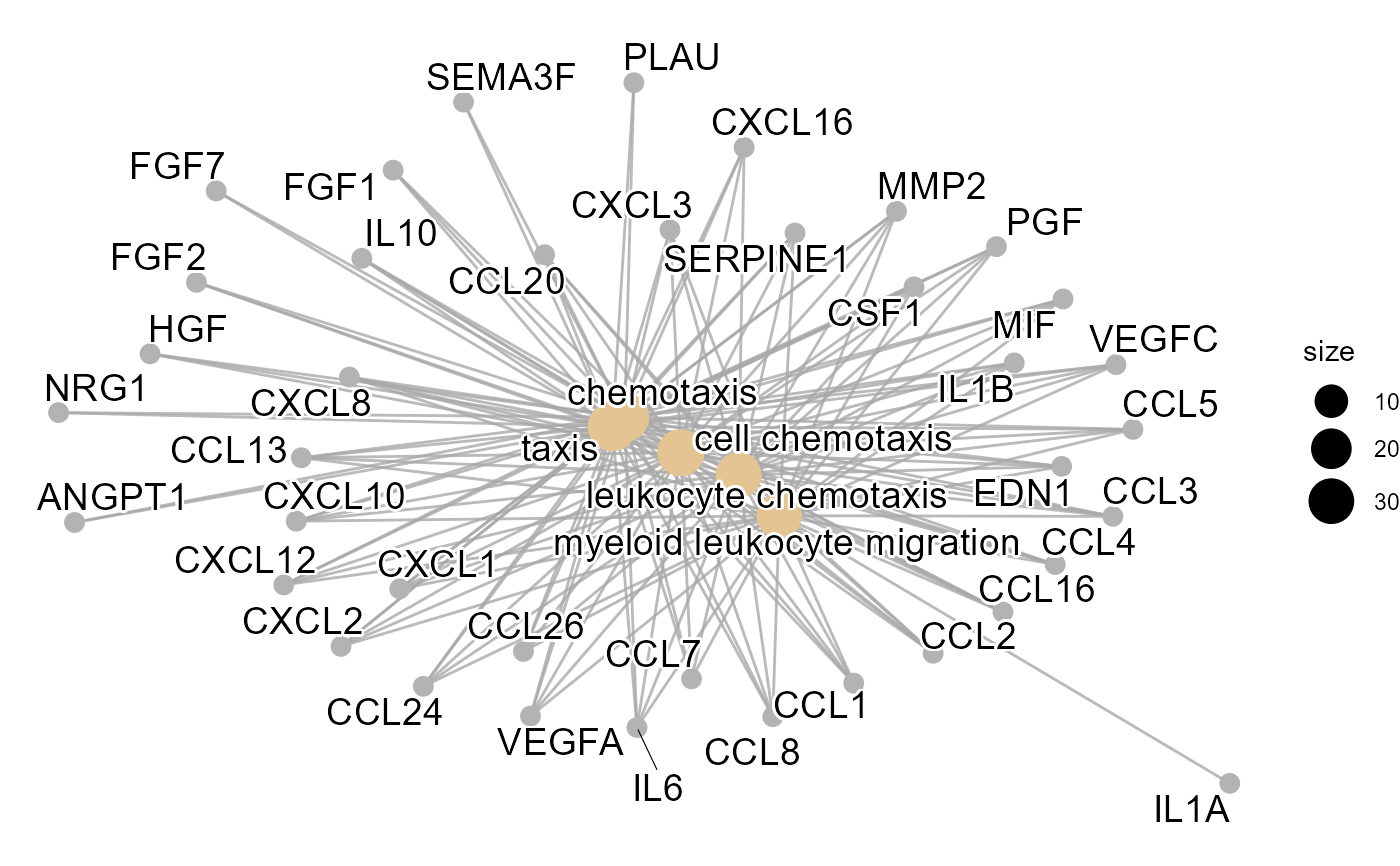 PLAU
SEMA3F
CXCL16
FGF7
FGF1
MMP2
CXCL3
PGF
IL10
FGF2
SERPINE1
CCL20
CSF1
MIF
HGF
VEGFC
size
NRG1
chemotaxis
IL1B
CXCL8
CCL5
10
cell chemotaxis
taxis
CCL13
20
ANGPT1
CXCL10
leukocyte chemotaxis
EDN1
CCL3
30
myeloid leukocyte migration
CCL4
CXCL12
CXCL1
CCL16
CXCL2
CCL26
CCL2
CCL7
CCL24
CCL1
VEGFA
CCL8
IL6
IL1A